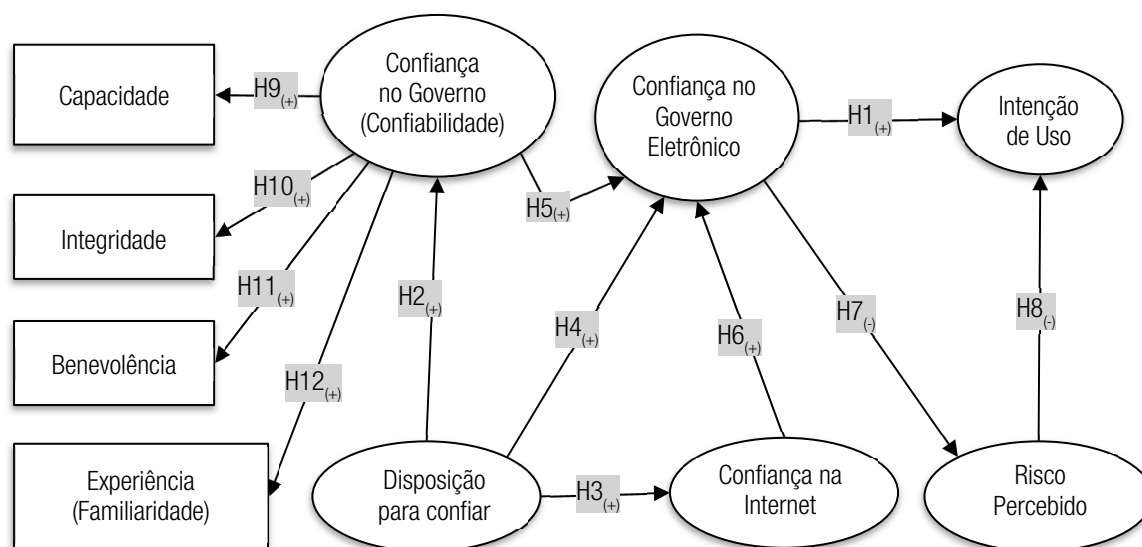 Capacidade
H9(+)
Confiança
no Governo
(Confiabilidade)
Confiança no
Governo
Eletrônico
H1(+)
Intenção
de Uso
H10(+)
H5(+)
Integridade
H11(+)
H2(+)
H4(+)
H6(+)
H7(-)
H8(-)
Benevolência
H12(+)
Experiência
(Familiaridade)
Disposição
para confiar
H3(+)
Confiança na
Internet
Risco
Percebido